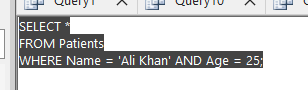 Query1
Query10
SELECT *
FROM Patients
WHERE Name = 'Ali Khan' AND Age = 25;